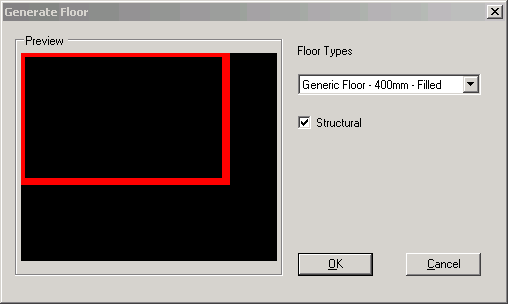 Generate Floor
Preview
Floor Types
Generic Floor - 400mm - Filled
Structural
OK
Cancel